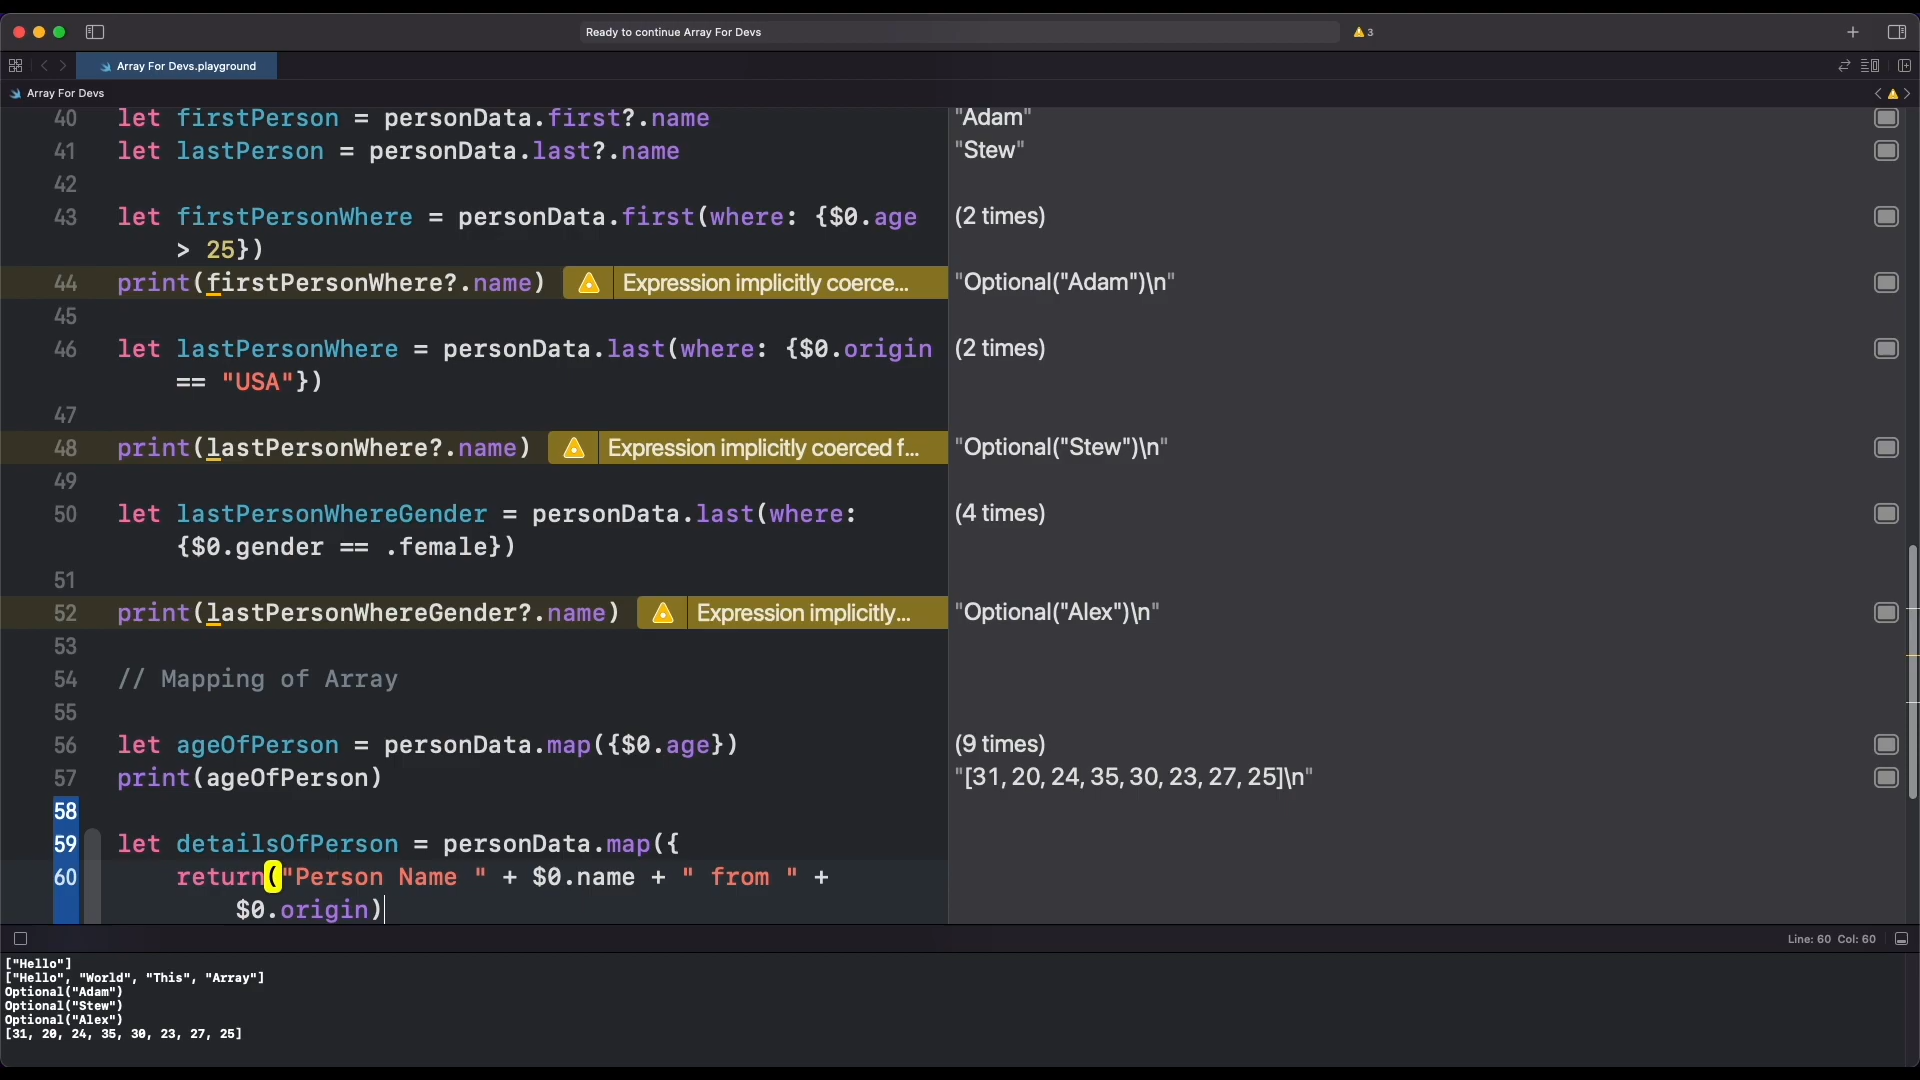 Ready to continue Array For Devs
3
Array For Devs.playground
Array For Devs
40 let firstPerson = personData.first?.name "Adam"
41 let lastPerson = personData.last?.name "Stew"
42
43 let firstPersonWhere = personData.first(where: {$0.age (2 times)
> 25})
44 print(firstPersonWhere?.name) Expression implicitly coerce... "Optional("Adam")\n"
45
46 let lastPersonWhere = personData.last(where: {$0.origin (2 times)
== "USA"})
47
48 print(lastPersonWhere?.name) Expression implicitly coerced f... "Optional("Stew")\n"
49
50 let lastPersonWhereGender = personData.last(where: (4 times)
{$0.gender == .female})
51
52 print(lastPersonWhereGender?.name) Expression implicitly... "Optional("Alex")\n"
53
54 // Mapping of Array
55
56 let ageOfPerson = personData.map({$0.age}) (9 times)
57 print(ageOfPerson) "[31, 20, 24, 35, 30, 23, 27, 25]\n"
58
59 let detailsOfPerson = personData.map({
60 return("Person Name " + $0.name + " from " +
$0.origin)
Line: 60 Col: 60
["Hello"]
["Hello", "World", "This", "Array"]
Optional("Adam")
Optional("Stew")
Optional("Alex")
[31, 20, 24, 35, 30, 23, 27, 25]